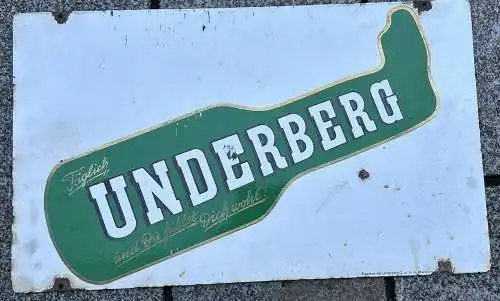 Täglich
UNDERBERG
und Du fühlst Dich wohl!